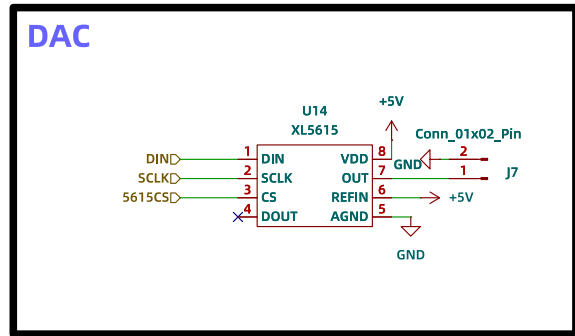 DAC
U14
XL5615
+5V
Conn_01x02_Pin
DIN 1 DIN VDD 8 GND 2
SCLK 2 SCLK OUT 7 1 J7
5615CS 3 CS REFIN 6 +5V
4 DOUT AGND 5
GND